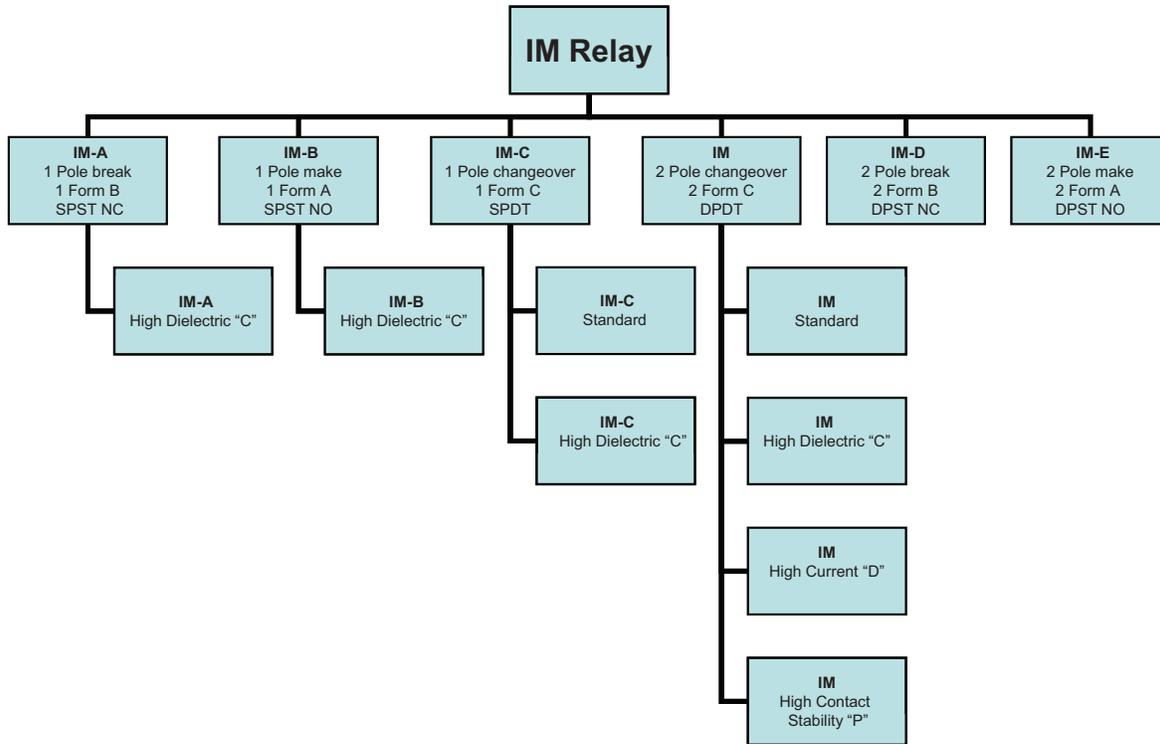 IM Relay
IM-A
1 Pole break
1 Form B
SPST NC
IM-B
1 Pole make
1 Form A
SPST NO
IM-C
1 Pole changeover
1 Form C
SPDT
IM
2 Pole changeover
2 Form C
DPDT
IM-D
2 Pole break
2 Form B
DPST NC
IM-E
2 Pole make
2 Form A
DPST NO
IM-A
High Dielectric “C”
IM-B
High Dielectric “C”
IM-C
Standard
IM
Standard
IM-C
High Dielectric “C”
IM
High Dielectric “C”
IM
High Current “D”
IM
High Contact
Stability “P”